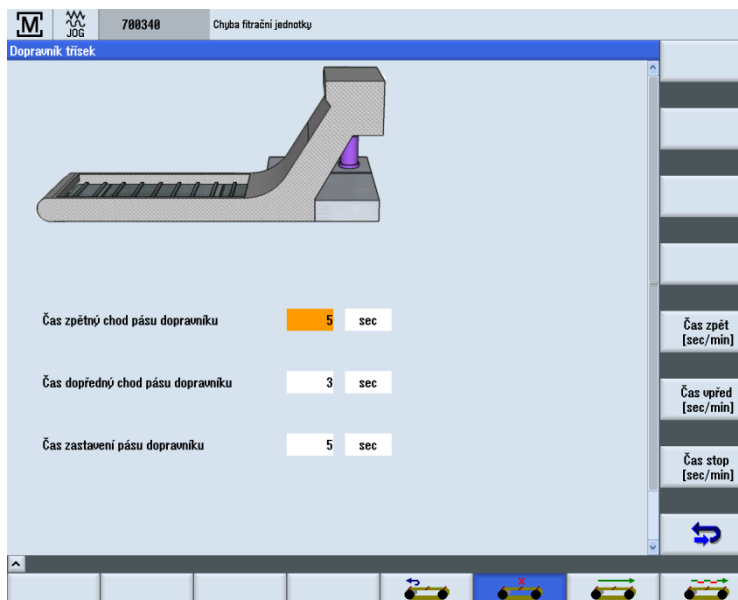 M
JOG
700340
Chyba fitrační jednotky
Dopravník třísek
Čas zpětný chod pásu dopravníku
5
sec
Čas dopředný chod pásu dopravníku
3
sec
Čas zastavení pásu dopravníku
5
sec
Čas zpět
[sec/min]
Čas vpřed
[sec/min]
Čas stop
[sec/min]